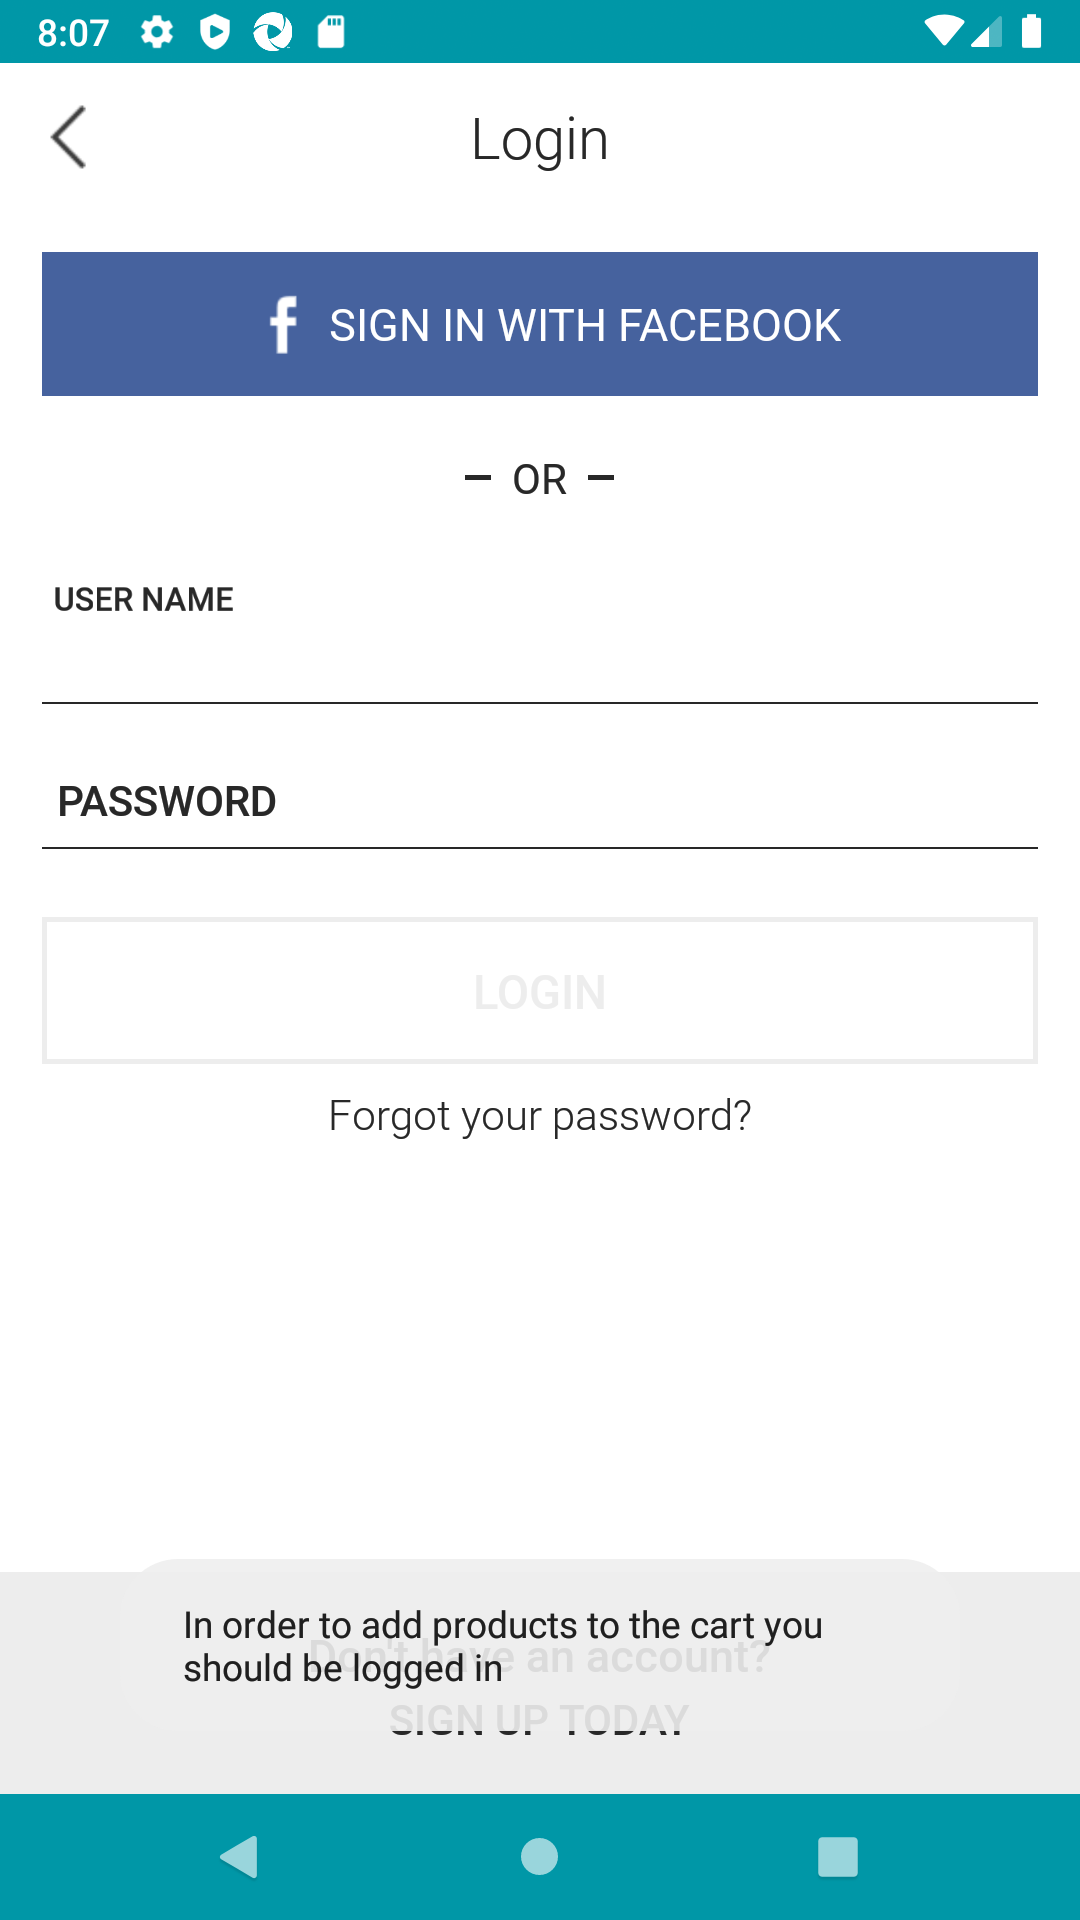 8:07
Login
f SIGN IN WITH FACEBOOK
– OR –
USER NAME
PASSWORD
LOGIN
Forgot your password?
In order to add products to the cart you
should be logged in
Don't have an account?
SIGN UP TODAY